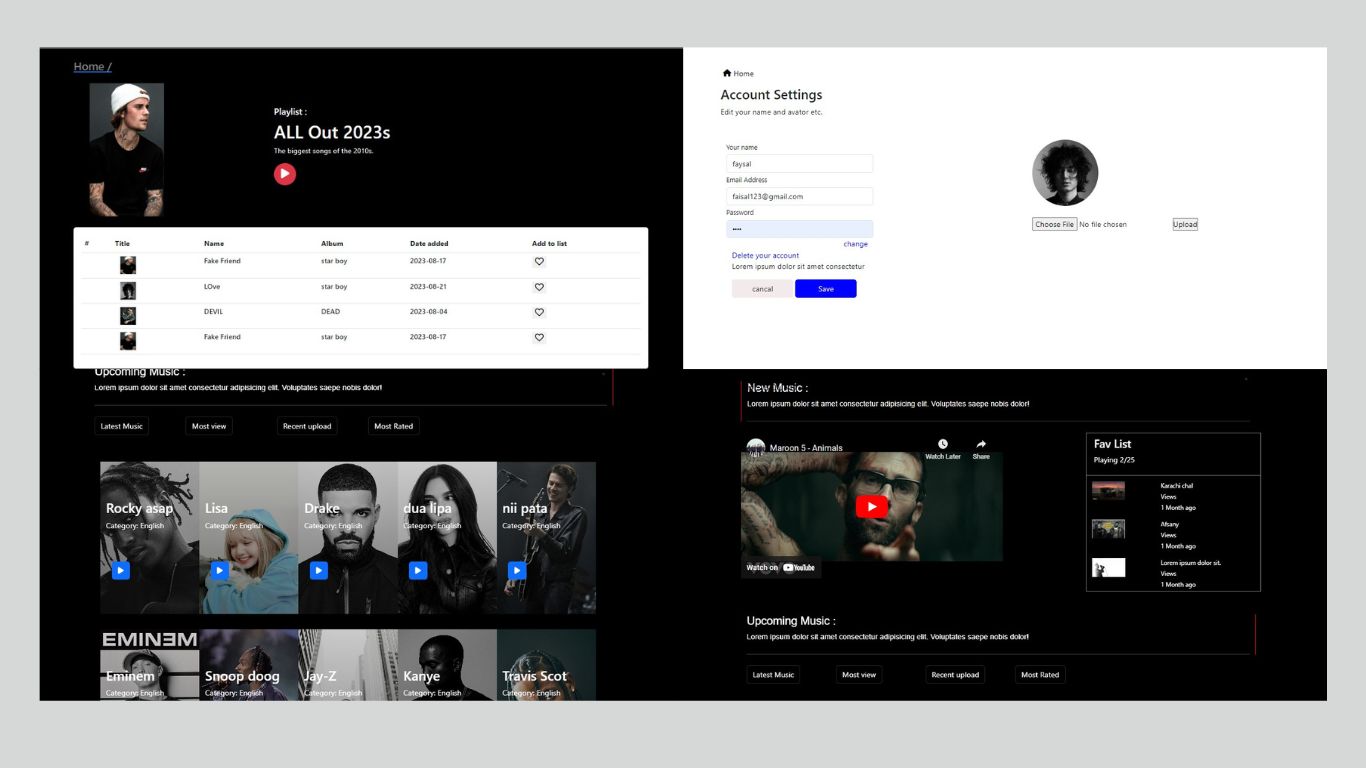 Home /
Playlist :
ALL Out 2023s
The biggest songs of the 2010s.
# Title Name Album Date added Add to list
Fake Friend star boy 2023-08-17
LOve star boy 2023-08-21
DEVIL DEAD 2023-08-04
Fake Friend star boy 2023-08-17
Home
Account Settings
Edit your name and avator etc.
Your name
faysal
Email Address
faisal123@gmail.com
Password
••••
change
Delete your account
Lorem ipsum dolor sit amet consectetur
cancal Save
Choose File No file chosen Upload
Upcoming Music :
Lorem ipsum dolor sit amet consectetur adipisicing elit. Voluptates saepe nobis dolor!
Latest Music Most view Recent upload Most Rated
Rocky asap Lisa Drake dua lipa nii pata
Category: English Category: English Category: English Category: English Category: English
EMINEM
Eminem Snoop doog Jay-Z Kanye Travis Scot
Category: English Category: English Category: English Category: English Category: English
New Music :
Lorem ipsum dolor sit amet consectetur adipisicing elit. Voluptates saepe nobis dolor!
Maroon 5 - Animals
Watch Later Share
Watch on YouTube
Fav List
Playing 2/25
Karachi chal
Views
1 Month ago
Afsany
Views
1 Month ago
Lorem ipsum dolor sit.
Views
1 Month ago
Upcoming Music :
Lorem ipsum dolor sit amet consectetur adipisicing elit. Voluptates saepe nobis dolor!
Latest Music Most view Recent upload Most Rated